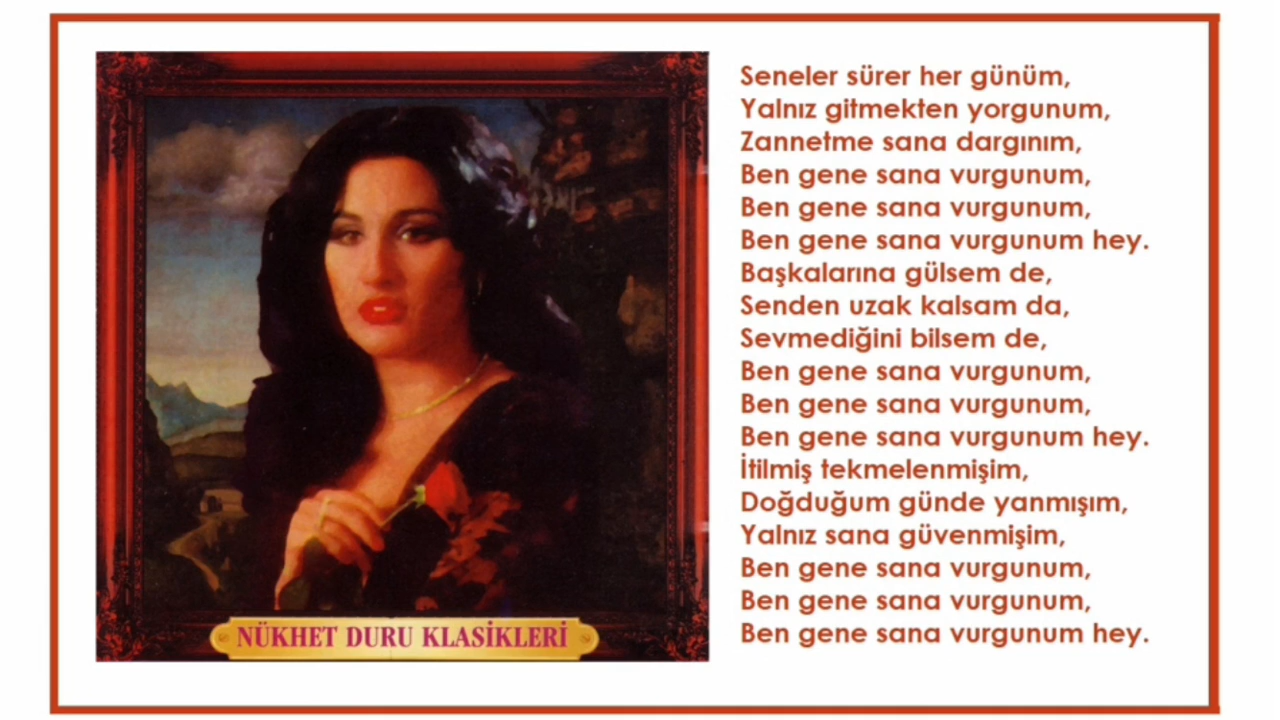 NÜKHET DURU KLASİKLERİ
Seneler sürer her günüm,
Yalnız gitmekten yorgunum,
Zannetme sana dargınım,
Ben gene sana vurgunum,
Ben gene sana vurgunum,
Ben gene sana vurgunum hey.
Başkalarına gülsem de,
Senden uzak kalsam da,
Sevmediğini bilsem de,
Ben gene sana vurgunum,
Ben gene sana vurgunum,
Ben gene sana vurgunum hey.
İtilmiş tekmelenmişim,
Doğduğum günde yanmışım,
Yalnız sana güvenmişim,
Ben gene sana vurgunum,
Ben gene sana vurgunum,
Ben gene sana vurgunum hey.